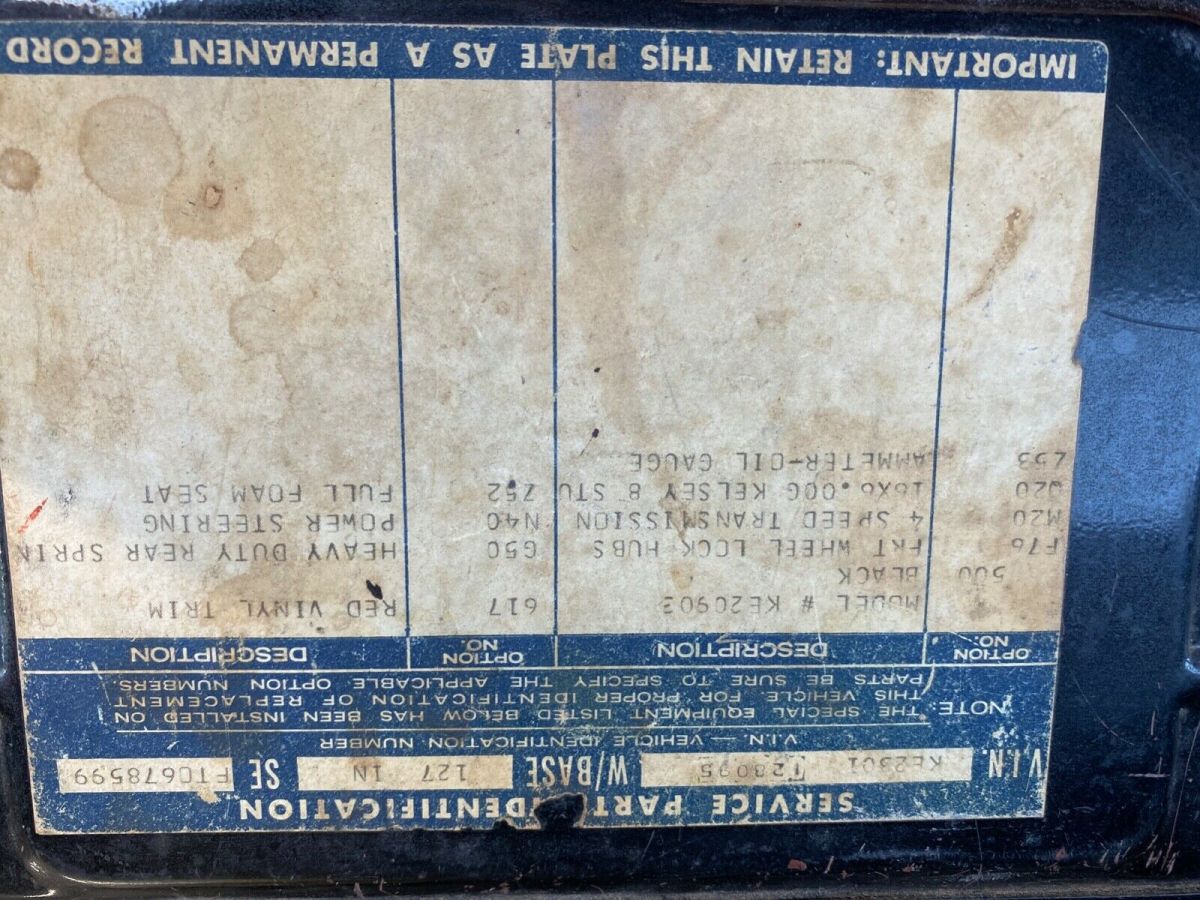 SERVICE PARTS IDENTIFICATION
V.I.N. KE2301 T28095 W/BASE 127 IN SE FT0678599
V.I.N. — VEHICLE IDENTIFICATION NUMBER
NOTE: THE SPECIAL EQUIPMENT LISTED BELOW HAS BEEN INSTALLED ON
THIS VEHICLE. FOR PROPER IDENTIFICATION OF REPLACEMENT
PARTS BE SURE TO SPECIFY THE APPLICABLE OPTION NUMBERS.
OPTION NO. DESCRIPTION OPTION NO. DESCRIPTION
MODEL # KE20903 617 RED VINYL TRIM
500 BLACK
F76 FRT WHEEL LOCK HUBS G50 HEAVY DUTY REAR SPRIN
M20 4 SPEED TRANSMISSION N40 POWER STEERING
16X6.00G KELSEY 8 STU Z52 FULL FOAM SEAT
Z53 AMMETER-OIL GAUGE
IMPORTANT: RETAIN THIS PLATE AS A PERMANENT RECORD